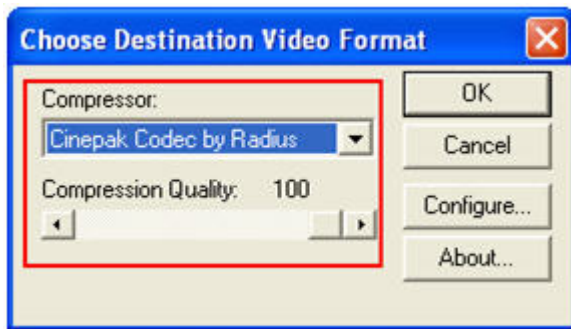 Choose Destination Video Format
Compressor:
Cinepak Codec by Radius
Compression Quality: 100
OK
Cancel
Configure...
About...